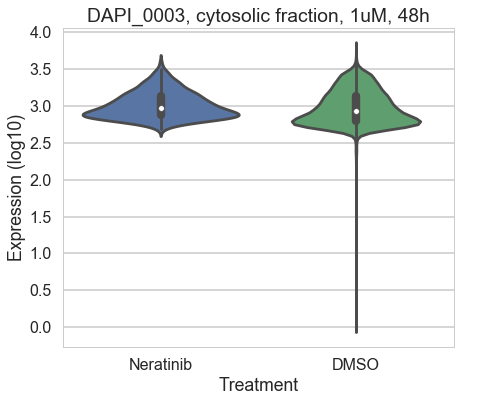 DAPI_0003, cytosolic fraction, 1uM, 48h
Expression (log10)
4.0
3.5
3.0
2.5
2.0
1.5
1.0
0.5
0.0
Neratinib
DMSO
Treatment